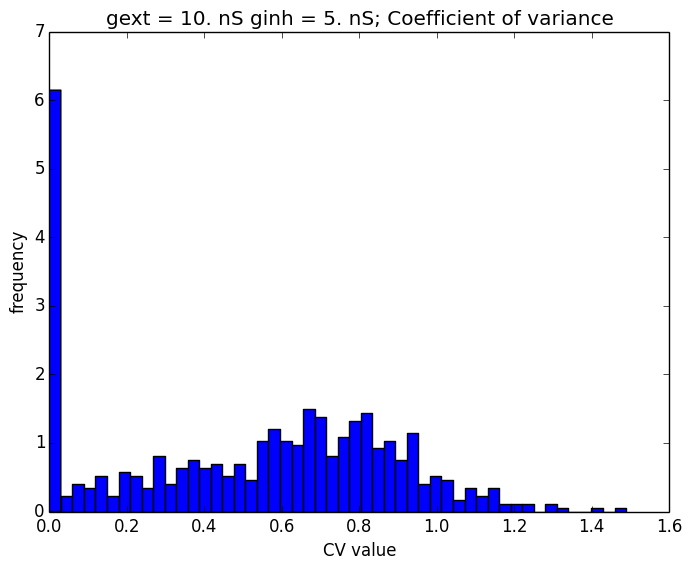 gext = 10. nS ginh = 5. nS; Coefficient of variance
7
6
5
4
3
2
1
0
frequency
0.0 0.2 0.4 0.6 0.8 1.0 1.2 1.4 1.6
CV value